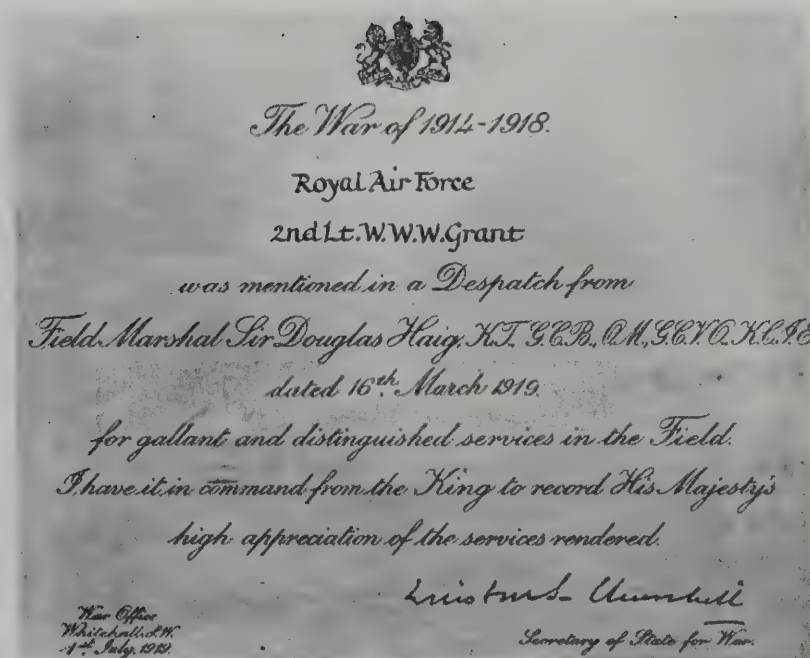 The War of 1914-1918.
Royal Air Force
2nd Lt. W.W.W. Grant
was mentioned in a Despatch from
Field Marshal Sir Douglas Haig, K.T. G.C.B., O.M., G.C.V.O. K.C.I.E
dated 16th March 1919.
for gallant and distinguished services in the Field.
I have it in command from the King to record His Majesty's
high appreciation of the services rendered.
Winston S. Churchill
War Office
Whitehall, S.W.
1st July, 1919.
Secretary of State for War.